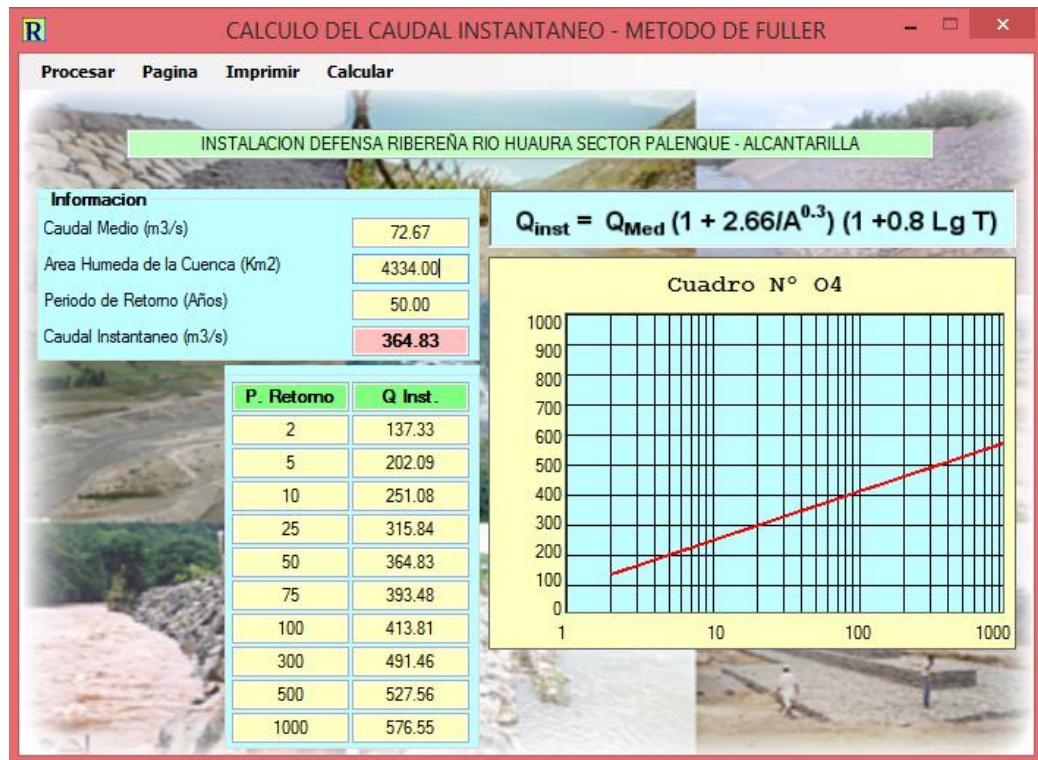 R
CALCULO DEL CAUDAL INSTANTANEO - METODO DE FULLER
Procesar Pagina Imprimir Calcular
INSTALACION DEFENSA RIBEREÑA RIO HUAURA SECTOR PALENQUE - ALCANTARILLA
Informacion
Caudal Medio (m3/s) 72.67
Area Humeda de la Cuenca (Km2) 4334.00
Periodo de Retorno (Años) 50.00
Caudal Instantaneo (m3/s) 364.83
Q_inst = Q_Med (1 + 2.66/A^0.3) (1 +0.8 Lg T)
P. Retorno Q Inst.
2 137.33
5 202.09
10 251.08
25 315.84
50 364.83
75 393.48
100 413.81
300 491.46
500 527.56
1000 576.55
Cuadro N° 04
1000
900
800
700
600
500
400
300
200
100
0
1 10 100 1000